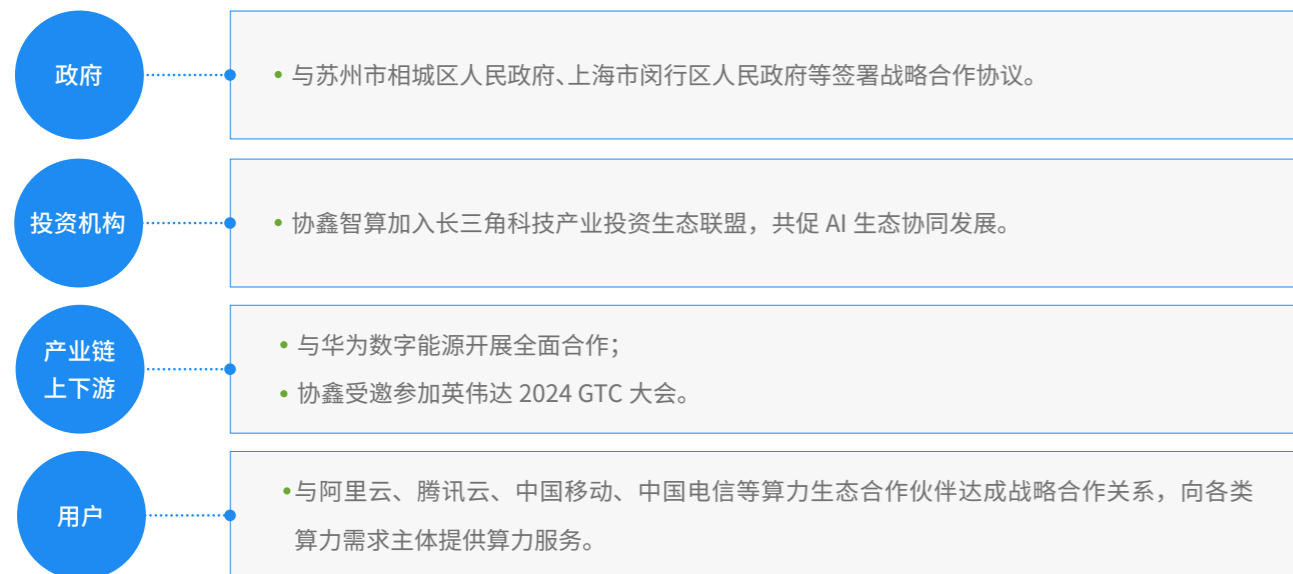 政府
• 与苏州市相城区人民政府、上海市闵行区人民政府等签署战略合作协议。
投资机构
• 协鑫智算加入长三角科技产业投资生态联盟，共促 AI 生态协同发展。
产业链
上下游
• 与华为数字能源开展全面合作；
• 协鑫受邀参加英伟达 2024 GTC 大会。
用户
•与阿里云、腾讯云、中国移动、中国电信等算力生态合作伙伴达成战略合作关系，向各类
算力需求主体提供算力服务。